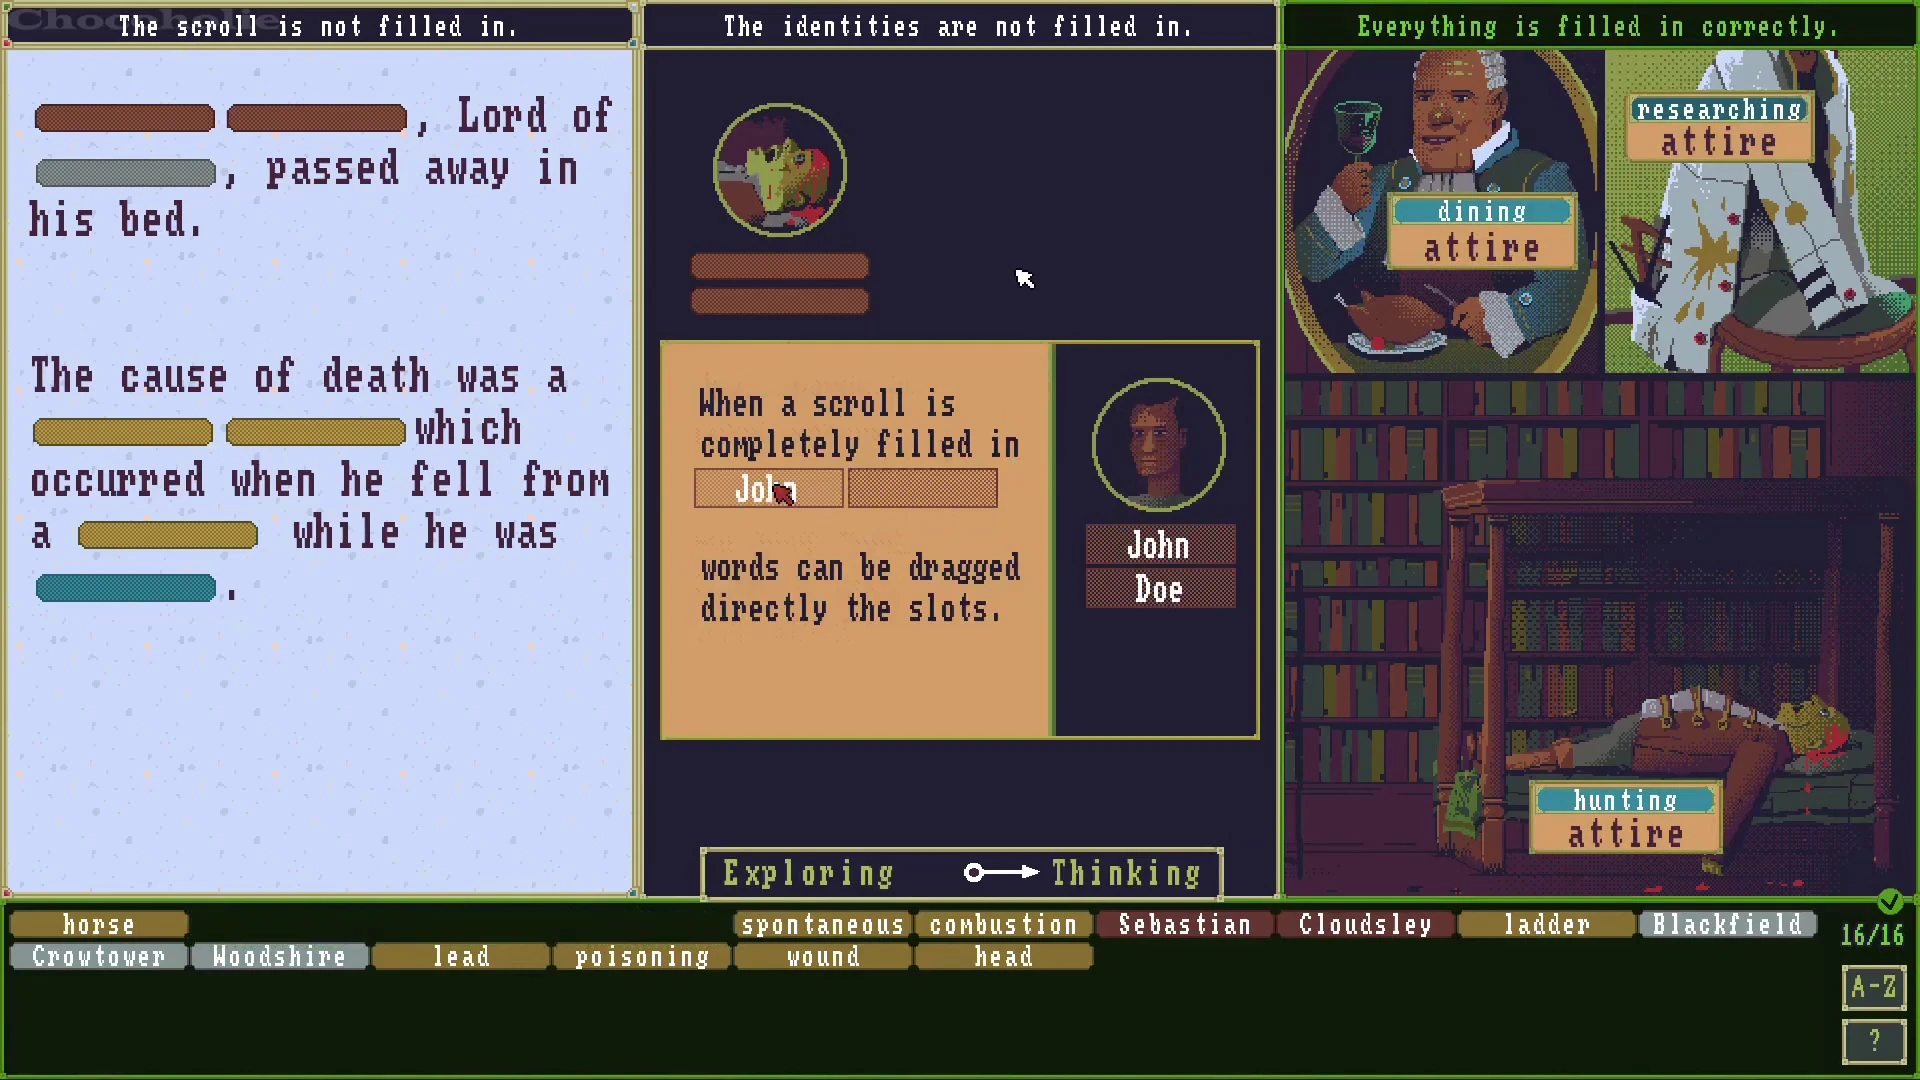 Chocoholic
The scroll is not filled in.
, Lord of
, passed away in
his bed.
The cause of death was a
which
occurred when he fell from
a while he was
.
The identities are not filled in.
When a scroll is
completely filled in
John
words can be dragged
directly the slots.
John
Doe
Exploring
Thinking
Everything is filled in correctly.
dining
attire
researching
attire
hunting
attire
horse
spontaneous
combustion
Sebastian
Cloudsley
ladder
Blackfield
Crowtower
Woodshire
lead
poisoning
wound
head
16/16
A-Z
?